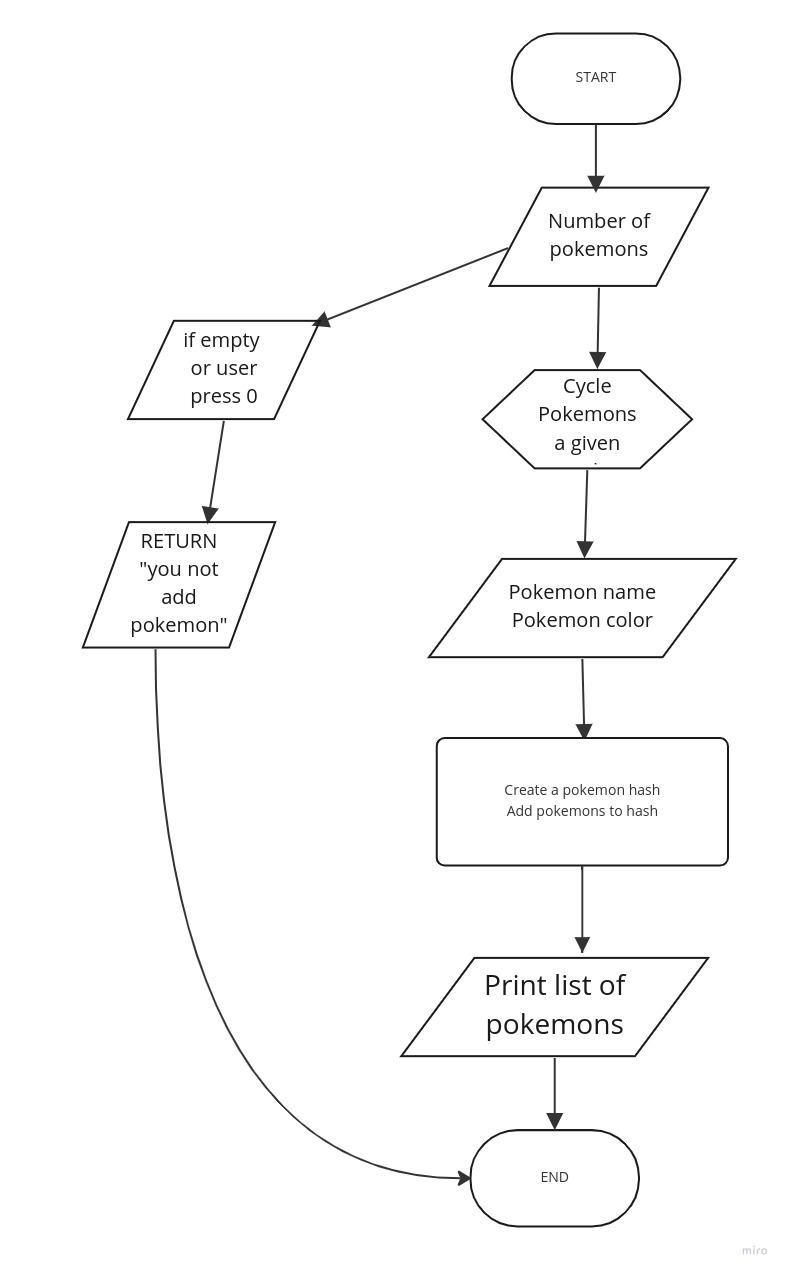 START
Number of
pokemons
if empty
or user
press 0
Cycle
Pokemons
a given
RETURN
"you not
add
pokemon"
Pokemon name
Pokemon color
Create a pokemon hash
Add pokemons to hash
Print list of
pokemons
END
miro